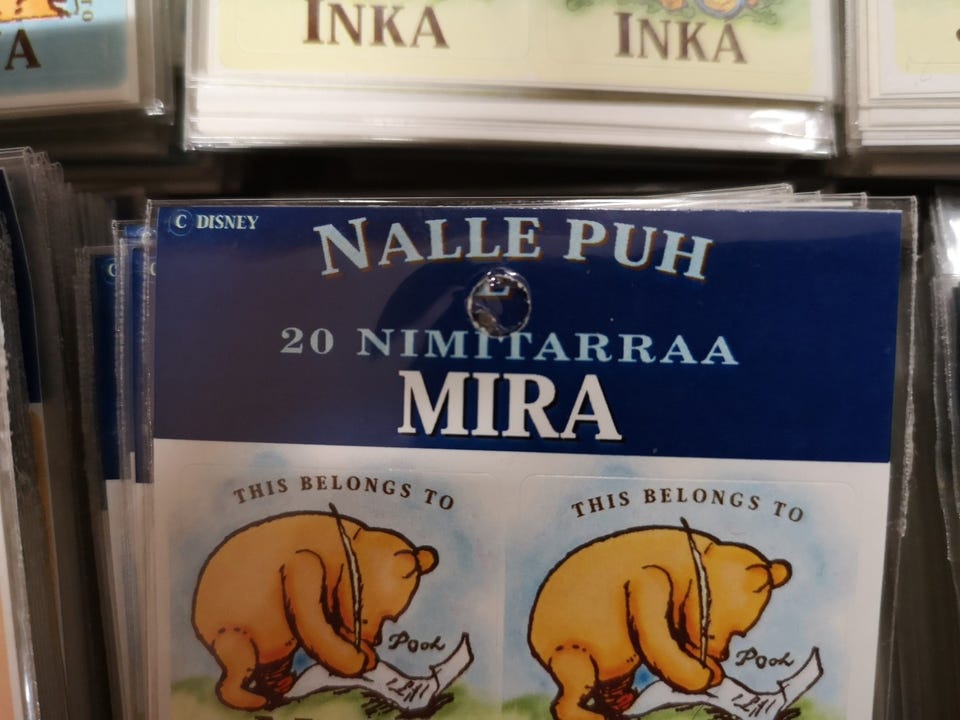 INKA
INKA
© DISNEY
NALLE PUH
20 NIMITARRAA
MIRA
THIS BELONGS TO
THIS BELONGS TO
Pooh
Pooh